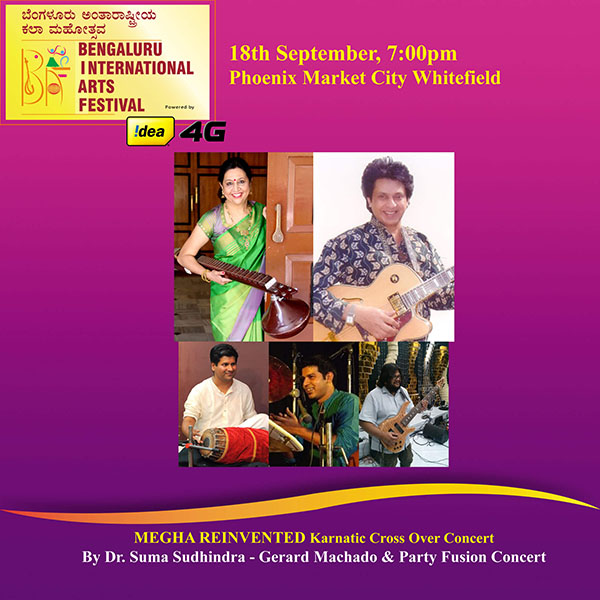 ಬೆಂಗಳೂರು ಅಂತಾರಾಷ್ಟ್ರೀಯ
ಕಲಾ ಮಹೋತ್ಸವ
BENGALURU
INTERNATIONAL
ARTS
FESTIVAL
Powered by
!dea 4G
18th September, 7:00pm
Phoenix Market City Whitefield
MEGHA REINVENTED Karnatic Cross Over Concert
By Dr. Suma Sudhindra - Gerard Machado & Party Fusion Concert